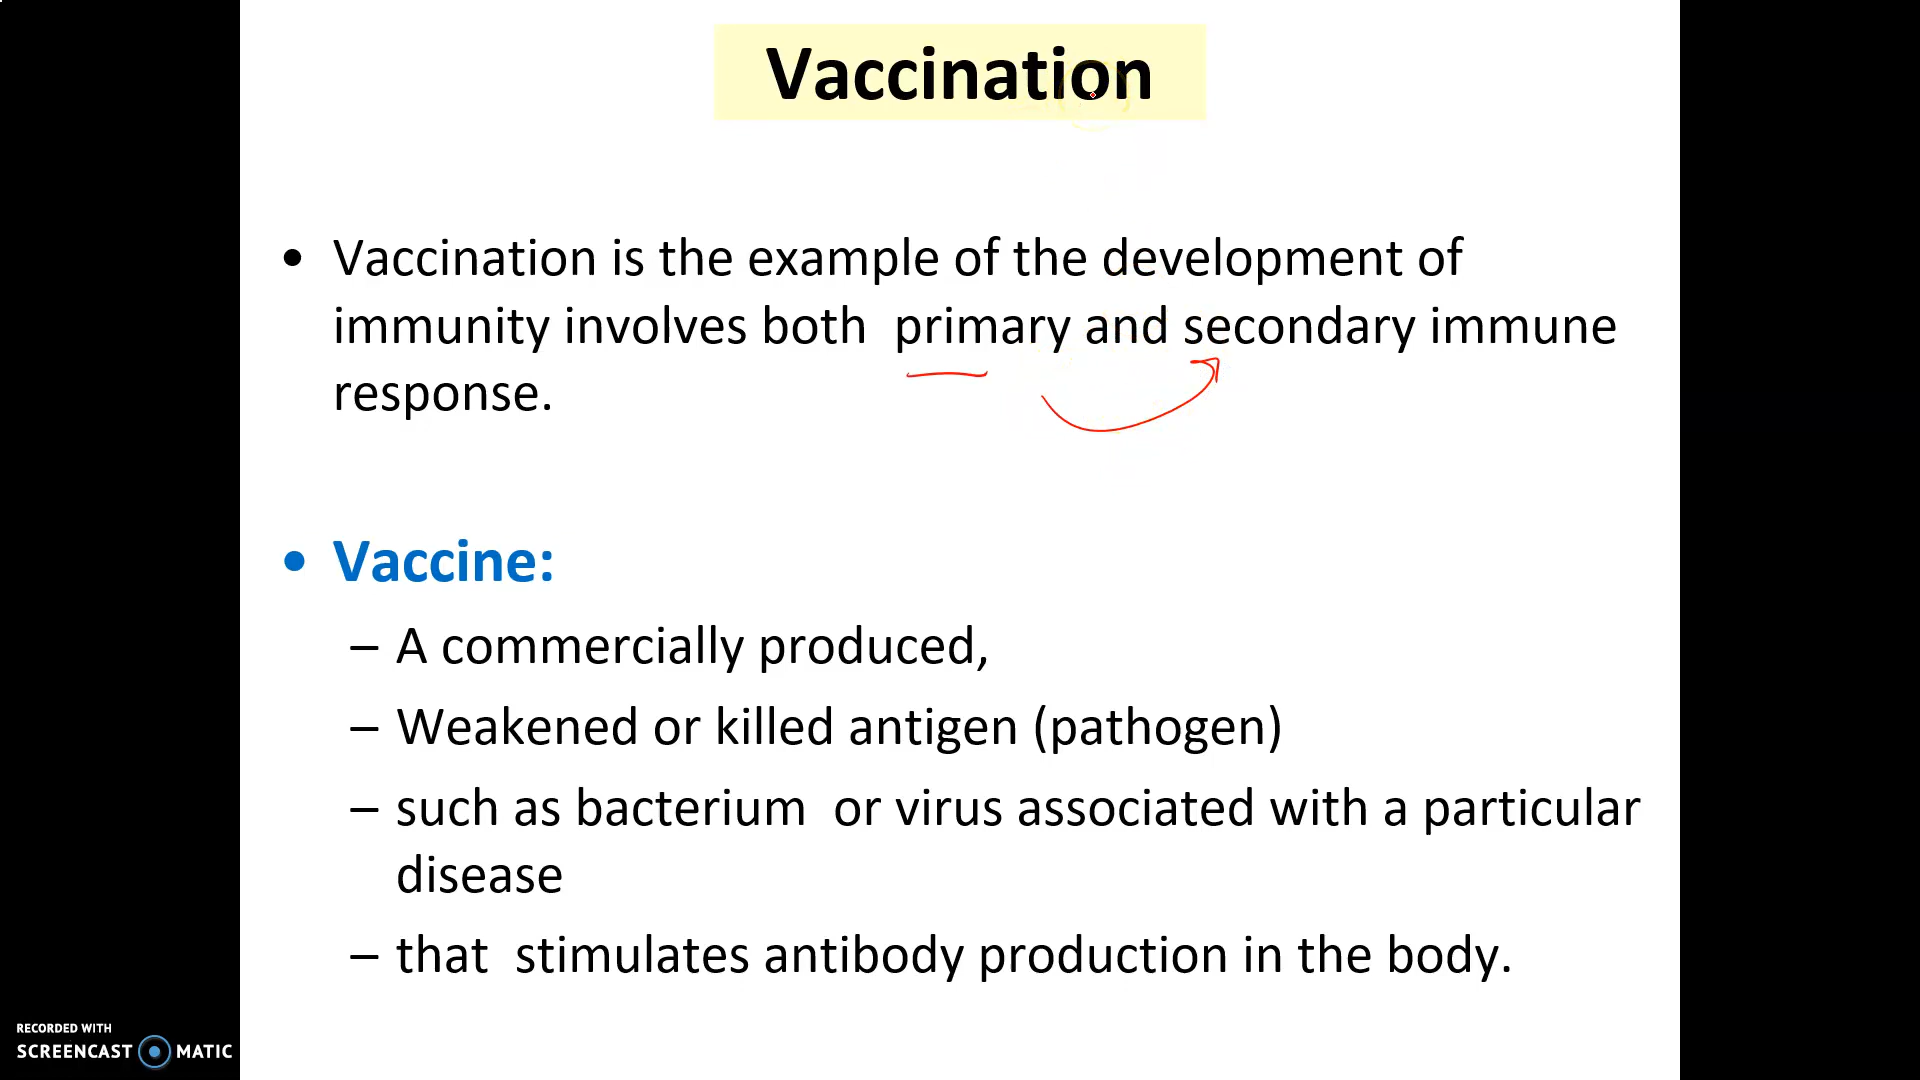 Vaccination
• Vaccination is the example of the development of
immunity involves both primary and secondary immune
response.
• Vaccine:
– A commercially produced,
– Weakened or killed antigen (pathogen)
– such as bacterium or virus associated with a particular
disease
– that stimulates antibody production in the body.
RECORDED WITH
SCREENCAST MATIC